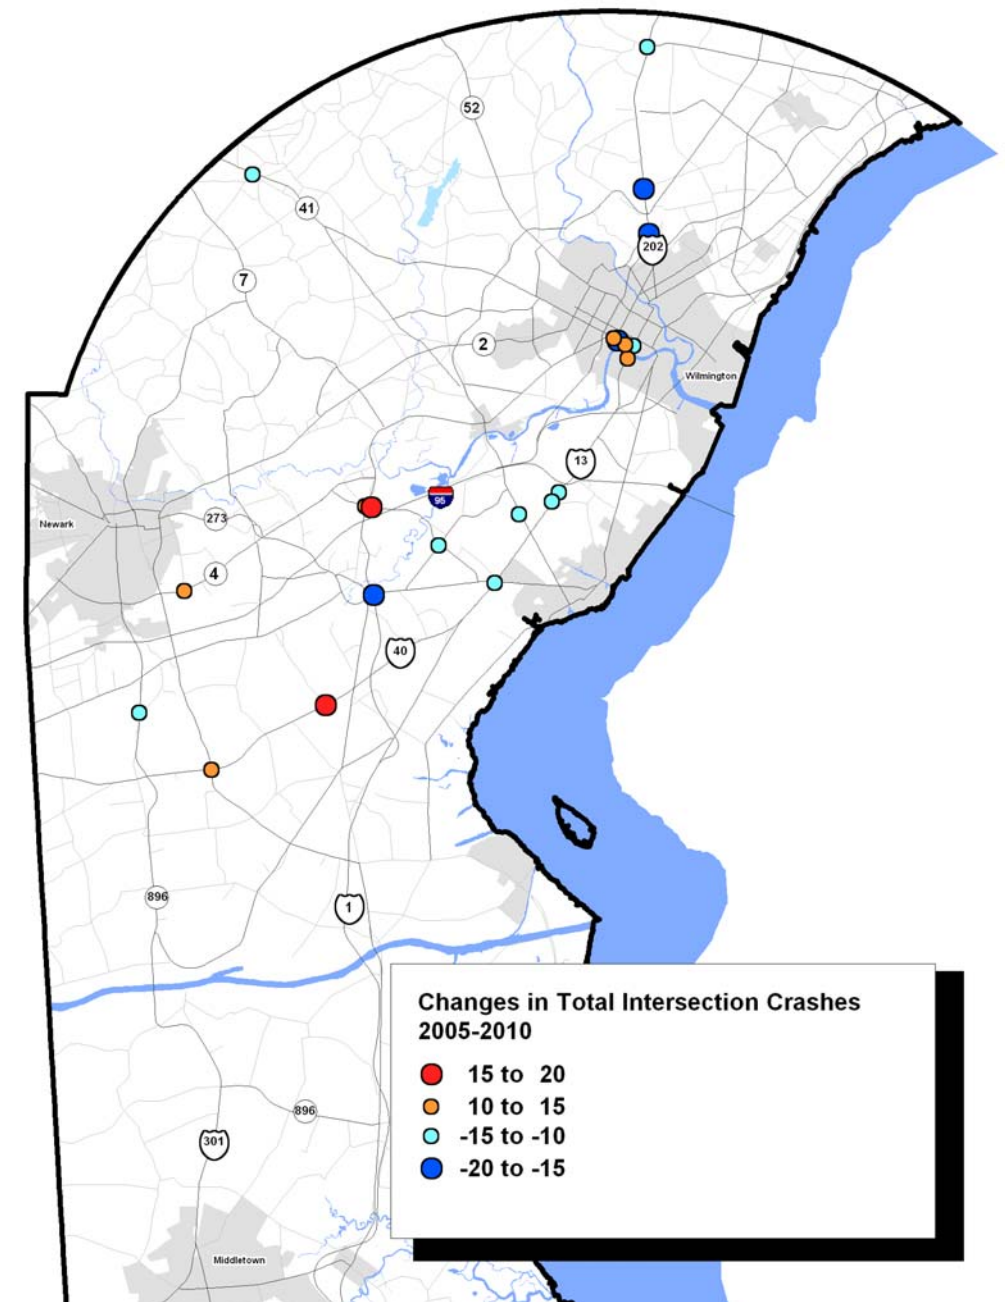 52
41
202
7
2
Wilmington
13
95
Newark
273
4
40
896
1
Changes in Total Intersection Crashes
2005-2010
15 to 20
10 to 15
-15 to -10
-20 to -15
896
301
Middletown